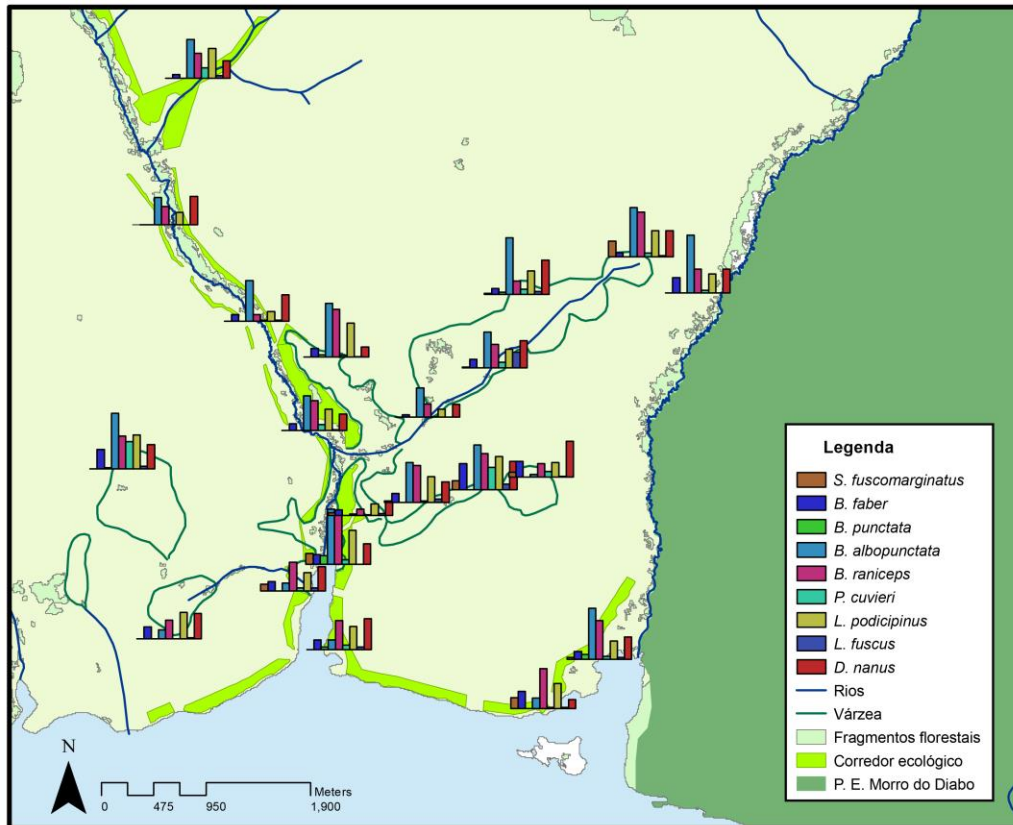 Legenda
S. fuscomarginatus
B. faber
B. punctata
B. albopunctata
B. raniceps
P. cuvieri
L. podicipinus
L. fuscus
D. nanus
Rios
Várzea
Fragmentos florestais
Corredor ecológico
P. E. Morro do Diabo
N
Meters
0 475 950 1,900